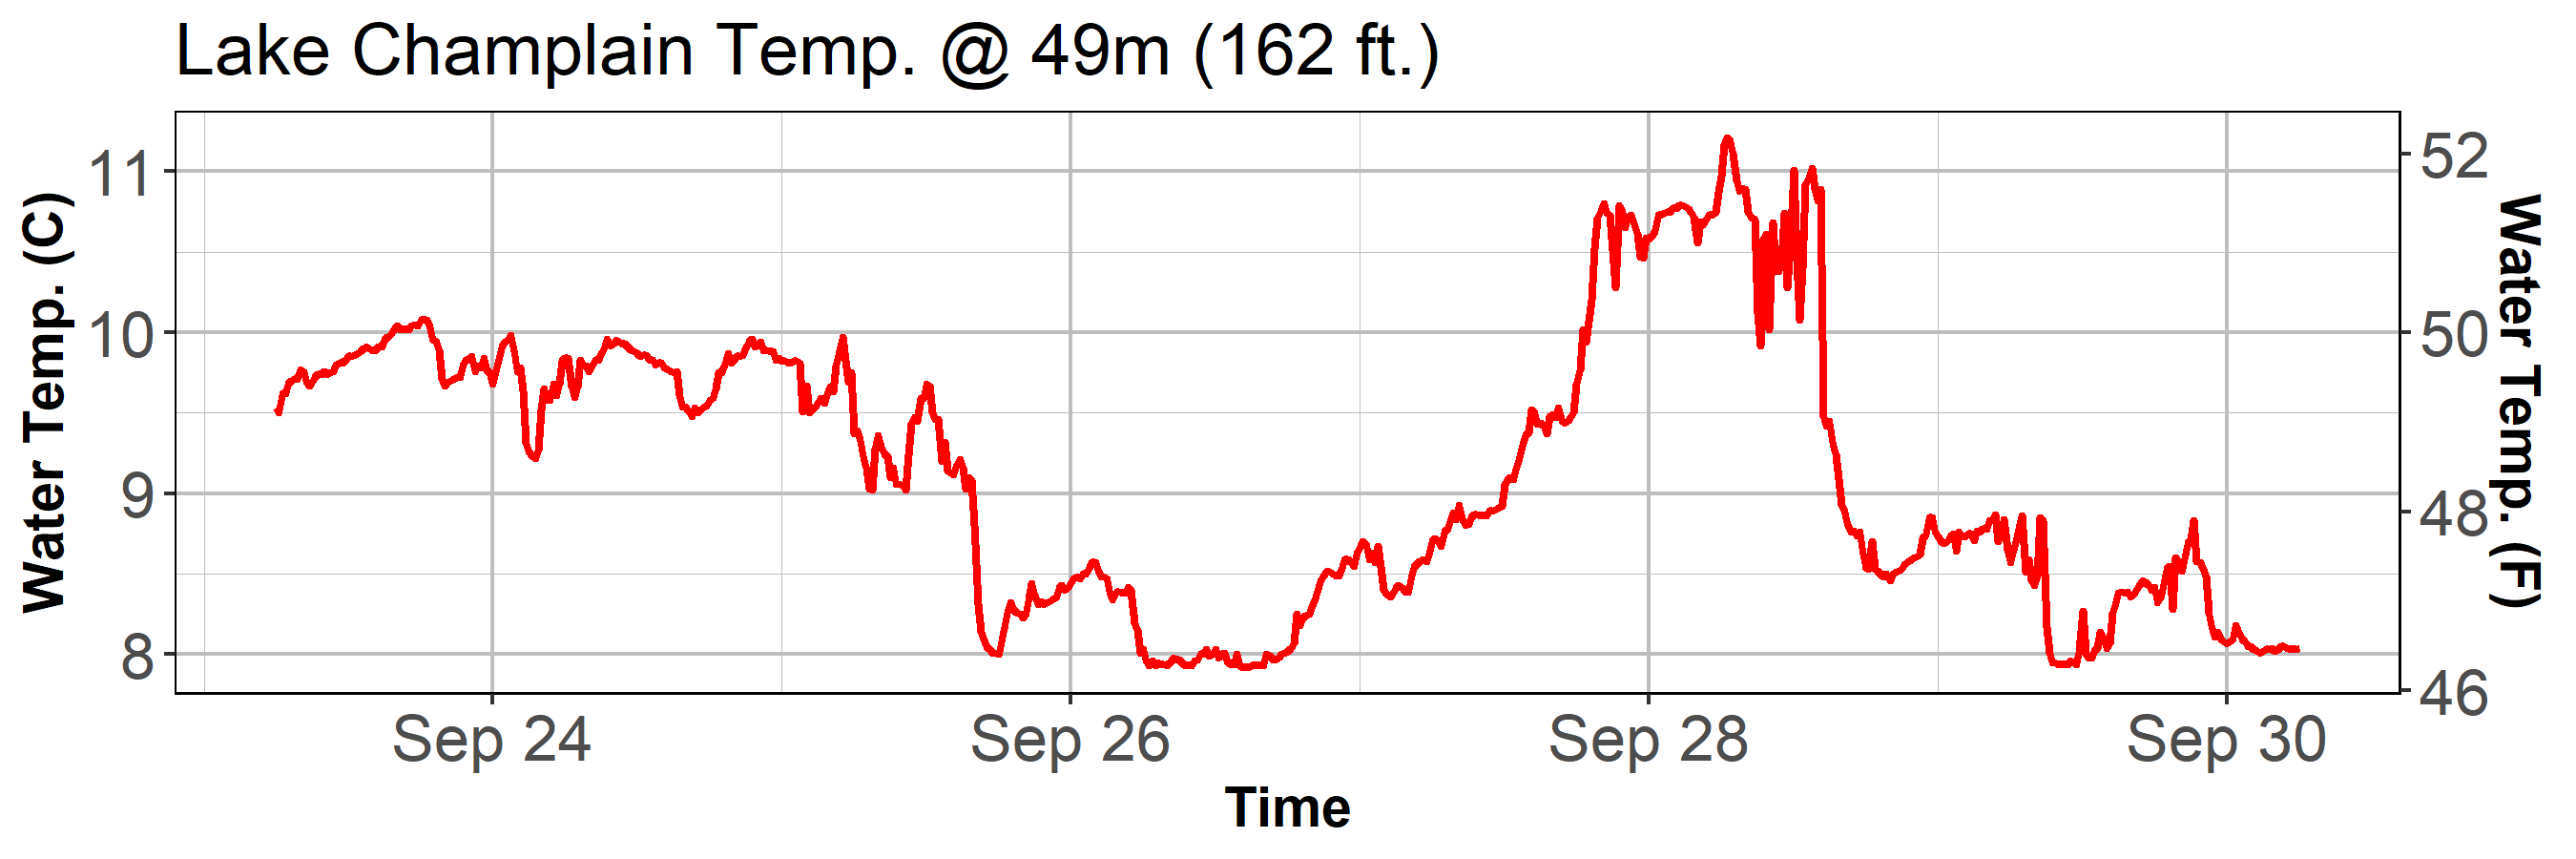 Lake Champlain Temp. @ 49m (162 ft.)
Water Temp. (C)
11
10
9
8
52
50
48
46
Water Temp. (F)
Sep 24
Sep 26
Sep 28
Sep 30
Time